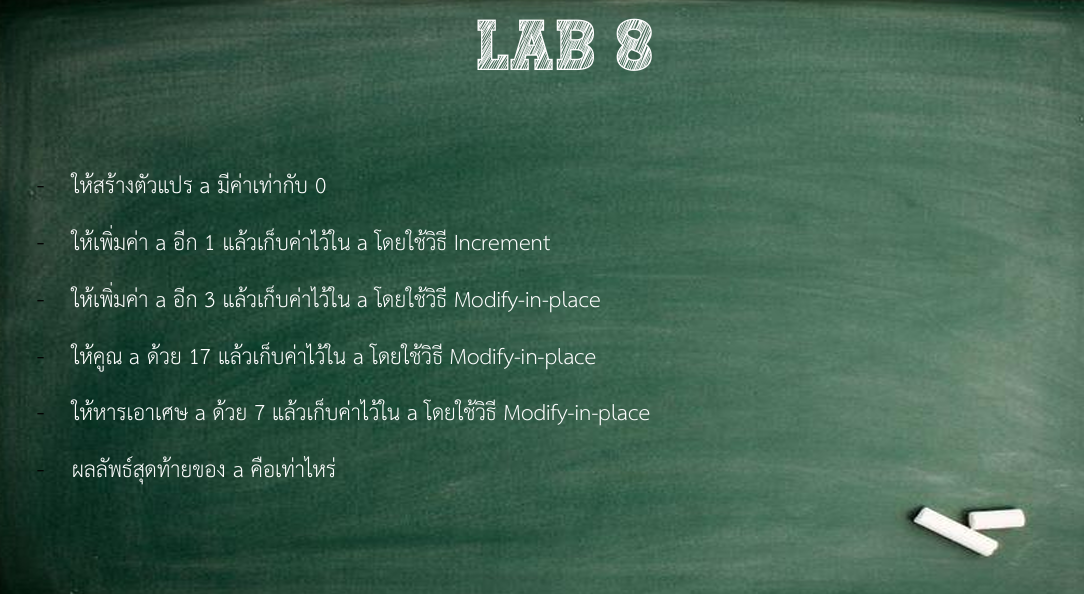 LAB 8
- ให้สร้างตัวแปร a มีค่าเท่ากับ 0
- ให้เพิ่มค่า a อีก 1 แล้วเก็บค่าไว้ใน a โดยใช้วิธี Increment
- ให้เพิ่มค่า a อีก 3 แล้วเก็บค่าไว้ใน a โดยใช้วิธี Modify-in-place
- ให้คูณ a ด้วย 17 แล้วเก็บค่าไว้ใน a โดยใช้วิธี Modify-in-place
- ให้หารเอาเศษ a ด้วย 7 แล้วเก็บค่าไว้ใน a โดยใช้วิธี Modify-in-place
- ผลลัพธ์สุดท้ายของ a คือเท่าไหร่